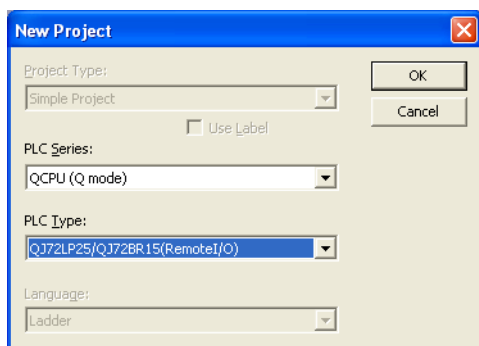 New Project
Project Type:
OK
Simple Project
Cancel
Use Label
PLC Series:
QCPU (Q mode)
PLC Type:
QJ72LP25/QJ72BR15(RemoteI/O)
Language:
Ladder